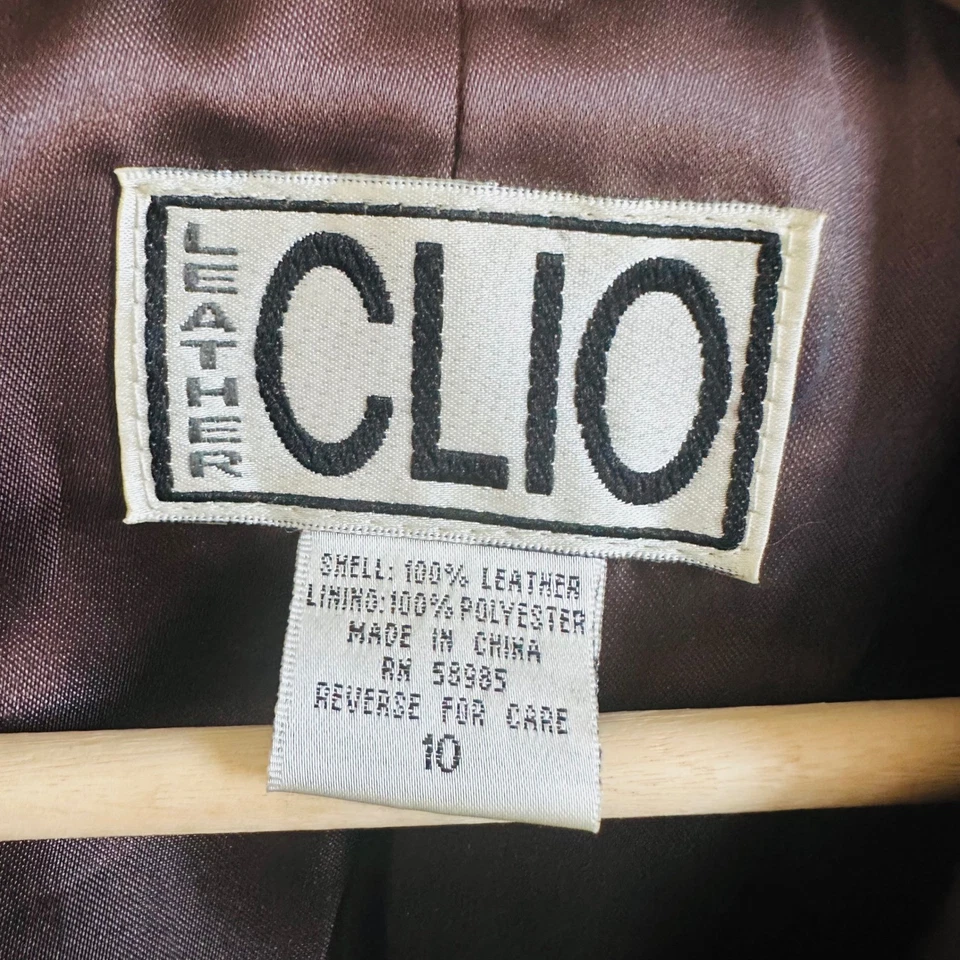 LEATHER
CLIO
SHELL: 100% LEATHER
LINING: 100% POLYESTER
MADE IN CHINA
RN 58985
REVERSE FOR CARE
10